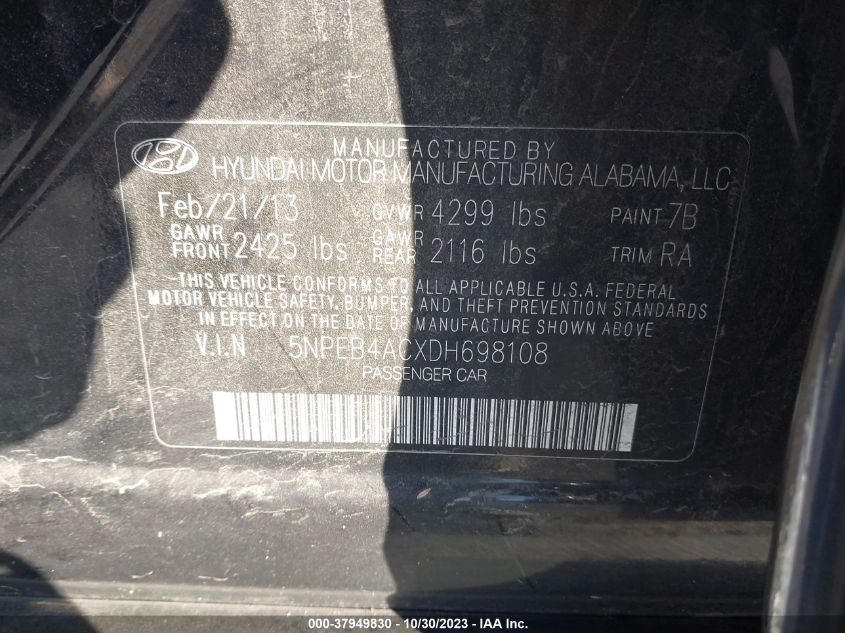 MANUFACTURED BY
HYUNDAI MOTOR MANUFACTURING ALABAMA, LLC
Feb/21/13 GVWR 4299 lbs PAINT 7B
GAWR FRONT 2425 lbs GAWR REAR 2116 lbs TRIM RA
THIS VEHICLE CONFORMS TO ALL APPLICABLE U.S.A. FEDERAL
MOTOR VEHICLE SAFETY, BUMPER, AND THEFT PREVENTION STANDARDS
IN EFFECT ON THE DATE OF MANUFACTURE SHOWN ABOVE
V.I.N 5NPEB4ACXDH698108
PASSENGER CAR
000-37949830 - 10/30/2023 - IAA Inc.